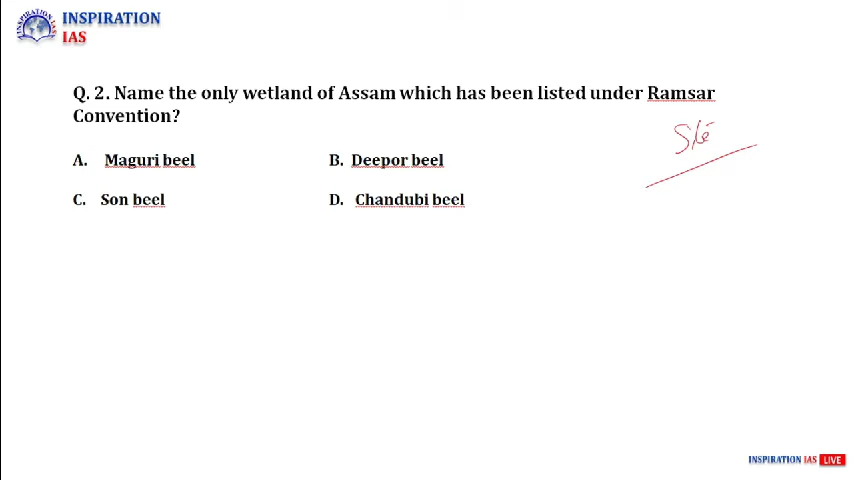 INSPIRATION
IAS
Q. 2. Name the only wetland of Assam which has been listed under Ramsar
Convention?
A. Maguri beel
B. Deepor beel
C. Son beel
D. Chandubi beel
INSPIRATION IAS LIVE